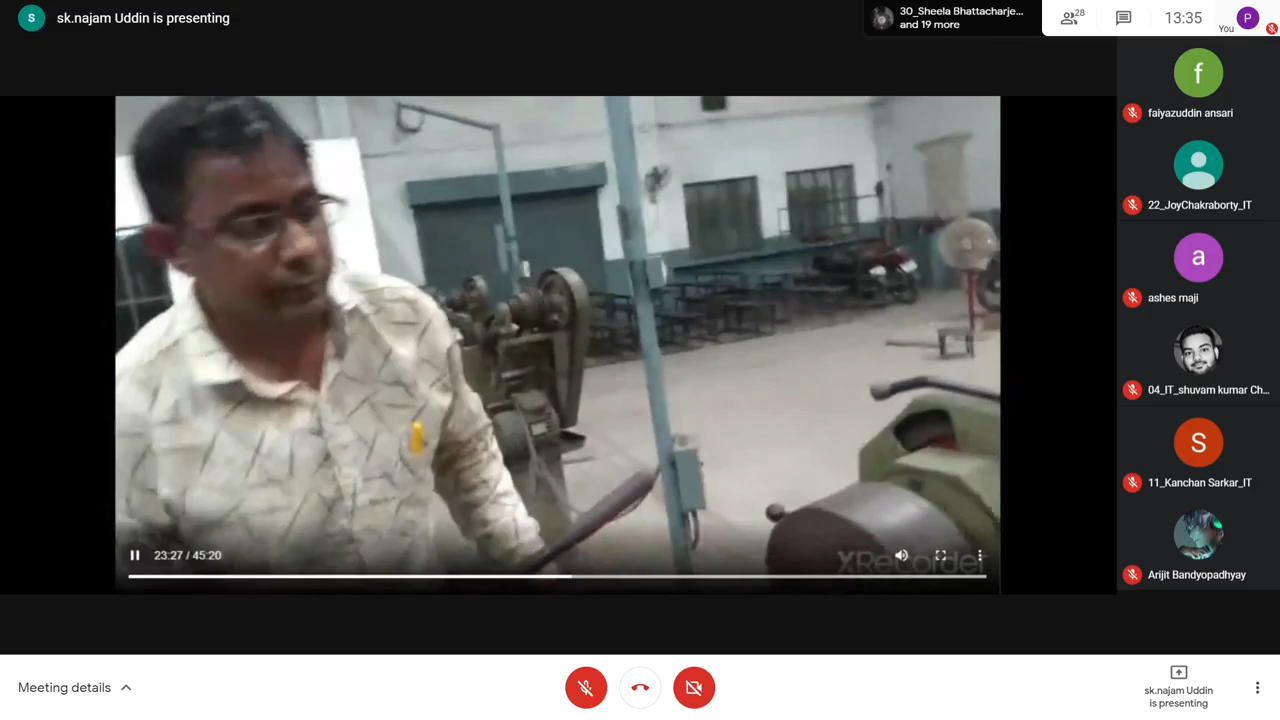 S
sk.najam Uddin is presenting
30_Sheela Bhattacharje...
and 19 more
28
13:35
You
P
f
faiyazuddin ansari
22_JoyChakraborty_IT
a
ashes maji
04_IT_shuvam kumar Ch...
S
11_Kanchan Sarkar_IT
Arijit Bandyopadhyay
23:27 / 45:20
XRecorder
Meeting details
sk.najam Uddin
is presenting